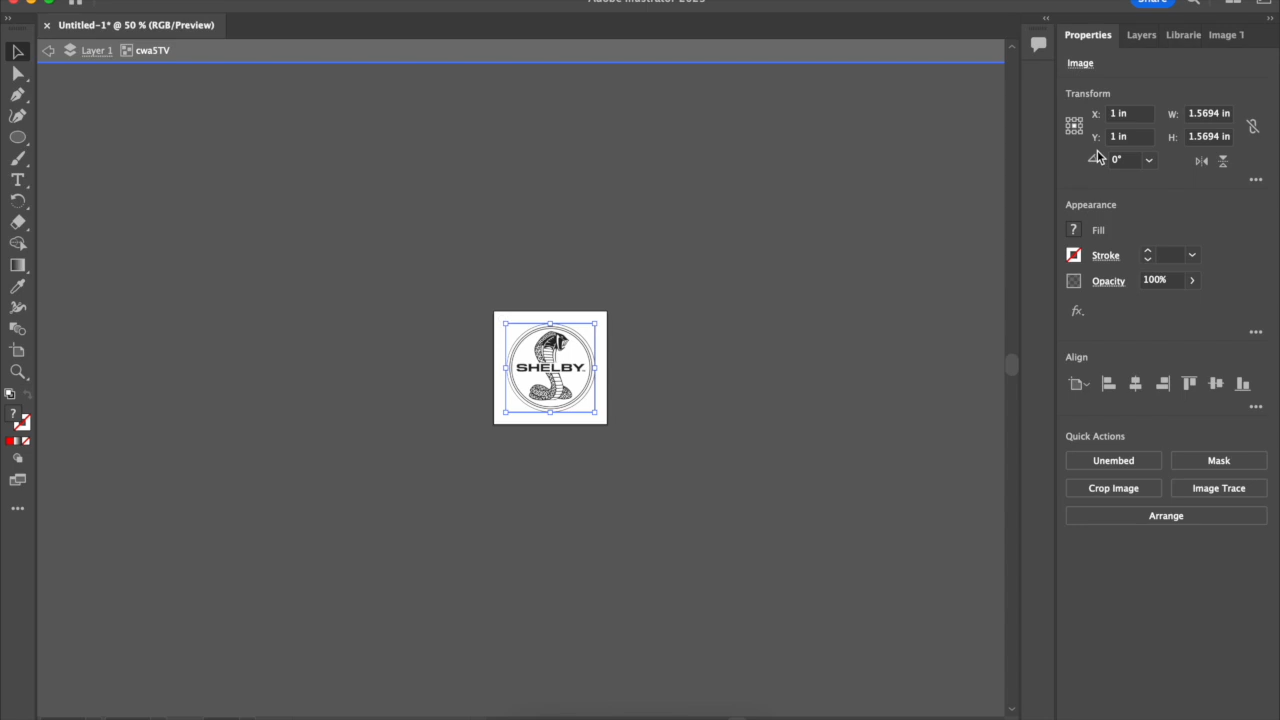 Share
Untitled-1* @ 50 % (RGB/Preview)
Layer 1 cwa5TV
Properties Layers Librarie Image T
Image
Transform
X: 1 in W: 1.5694 in
Y: 1 in H: 1.5694 in
0°
Appearance
? Fill
Stroke
Opacity 100%
fx.
Align
Quick Actions
Unembed Mask
Crop Image Image Trace
Arrange
SHELBY
T
?